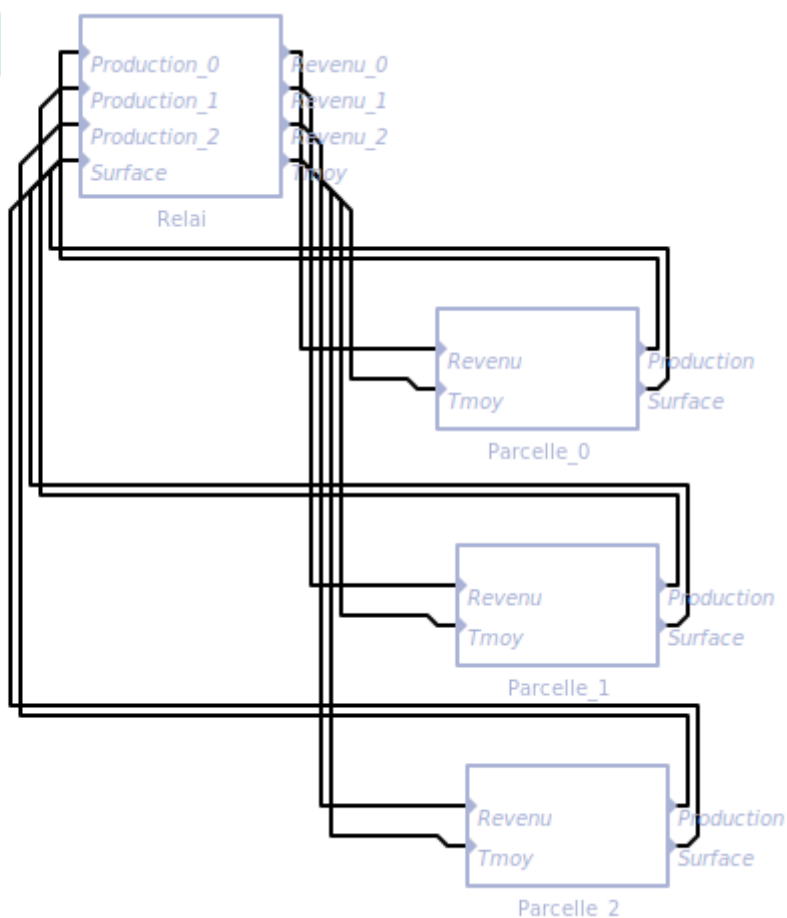 Production_0 Revenu_0
Production_1 Revenu_1
Production_2 Revenu_2
Surface Tmoy
Relai
Revenu Production
Tmoy Surface
Parcelle_0
Revenu Production
Tmoy Surface
Parcelle_1
Revenu Production
Tmoy Surface
Parcelle_2